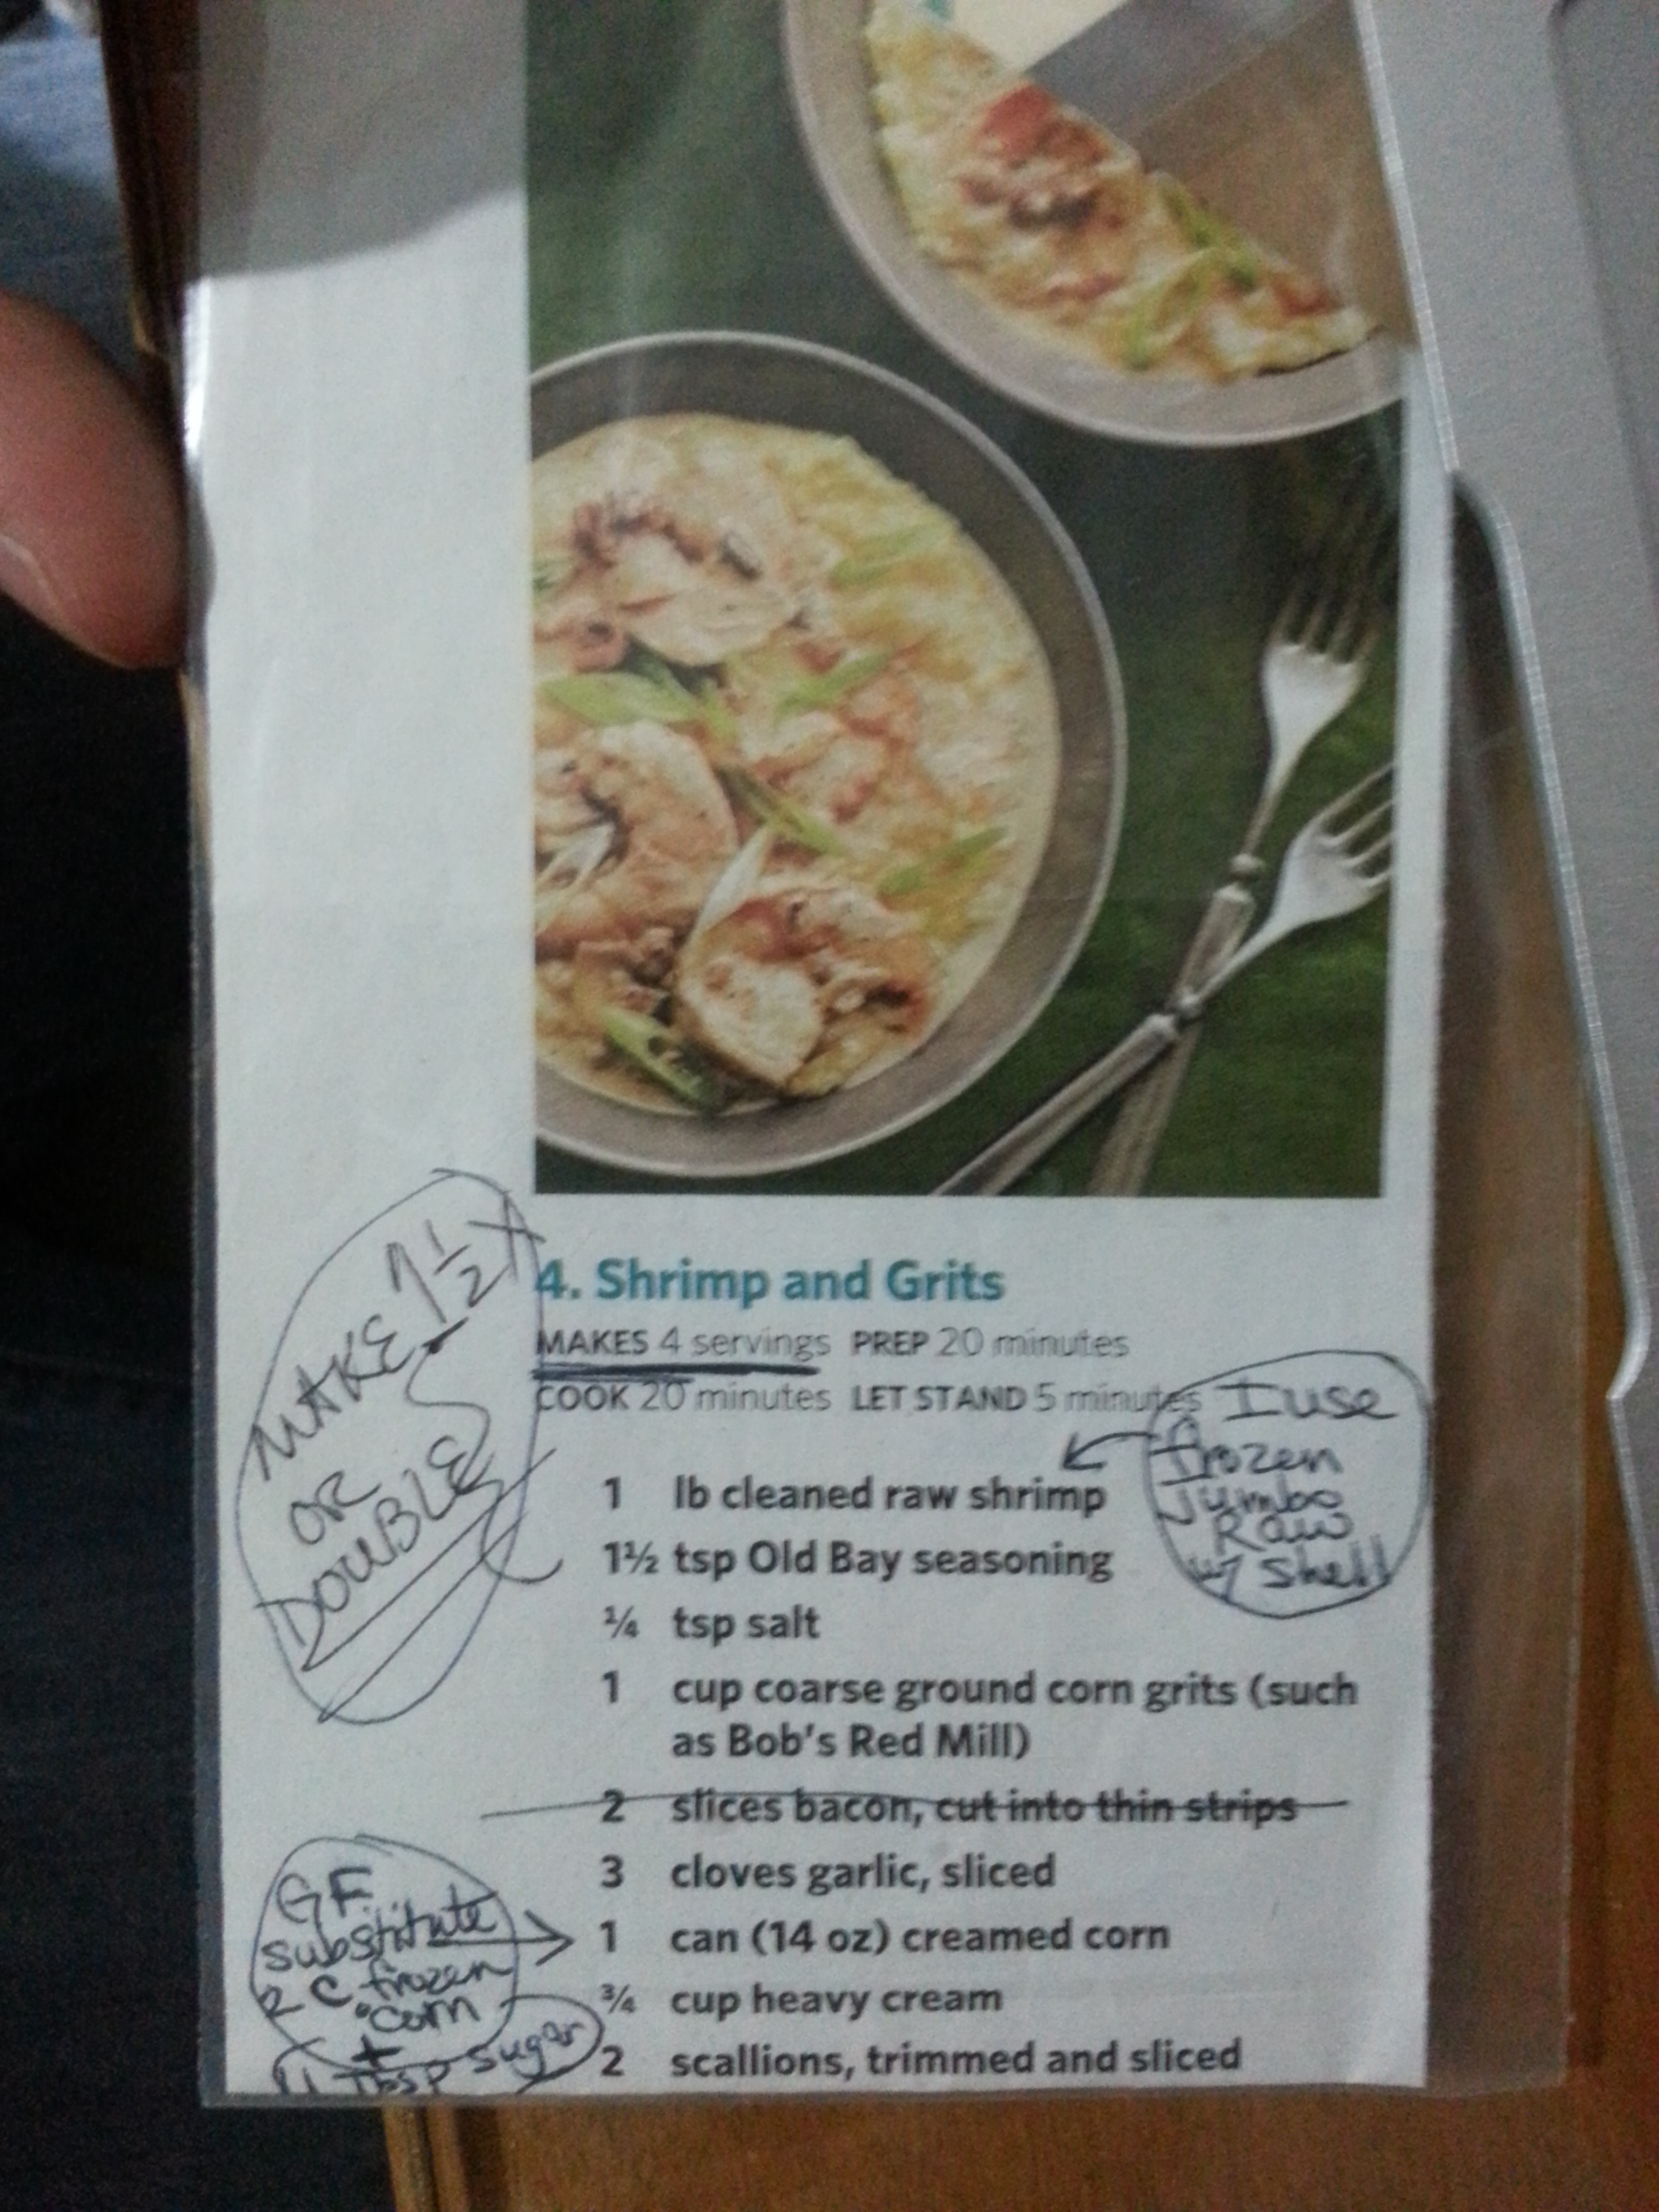 MAKE 1 1/2 X
OR
DOUBLE
4. Shrimp and Grits
MAKES 4 servings PREP 20 minutes
COOK 20 minutes LET STAND 5 minutes
I use
frozen
Jumbo
Raw
w/ Shell
1 lb cleaned raw shrimp
1½ tsp Old Bay seasoning
¼ tsp salt
1 cup coarse ground corn grits (such
as Bob's Red Mill)
2 slices bacon, cut into thin strips
3 cloves garlic, sliced
1 can (14 oz) creamed corn
¾ cup heavy cream
2 scallions, trimmed and sliced
GF
substitute
2 C. frozen
corn
+
Tbsp sugar